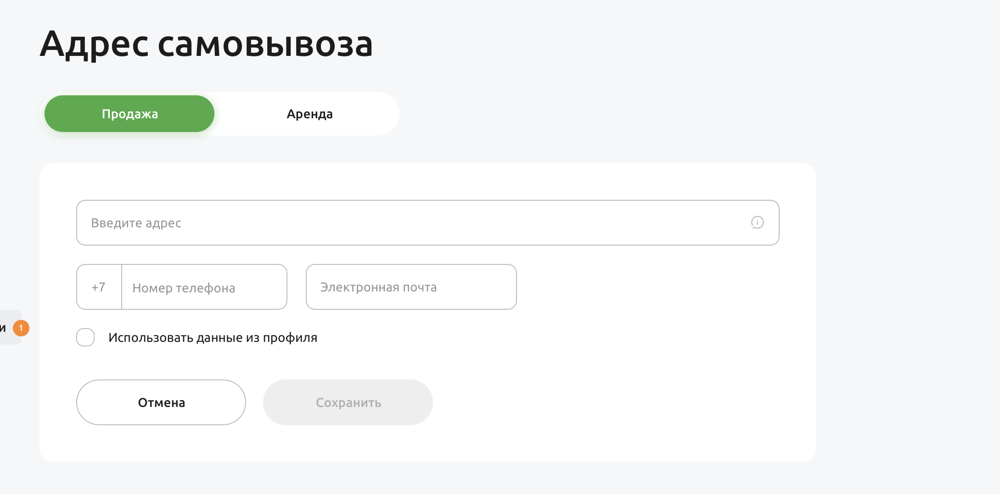 Адрес самовывоза
Продажа
Аренда
Введите адрес
+7
Номер телефона
Электронная почта
и
1
Использовать данные из профиля
Отмена
Сохранить